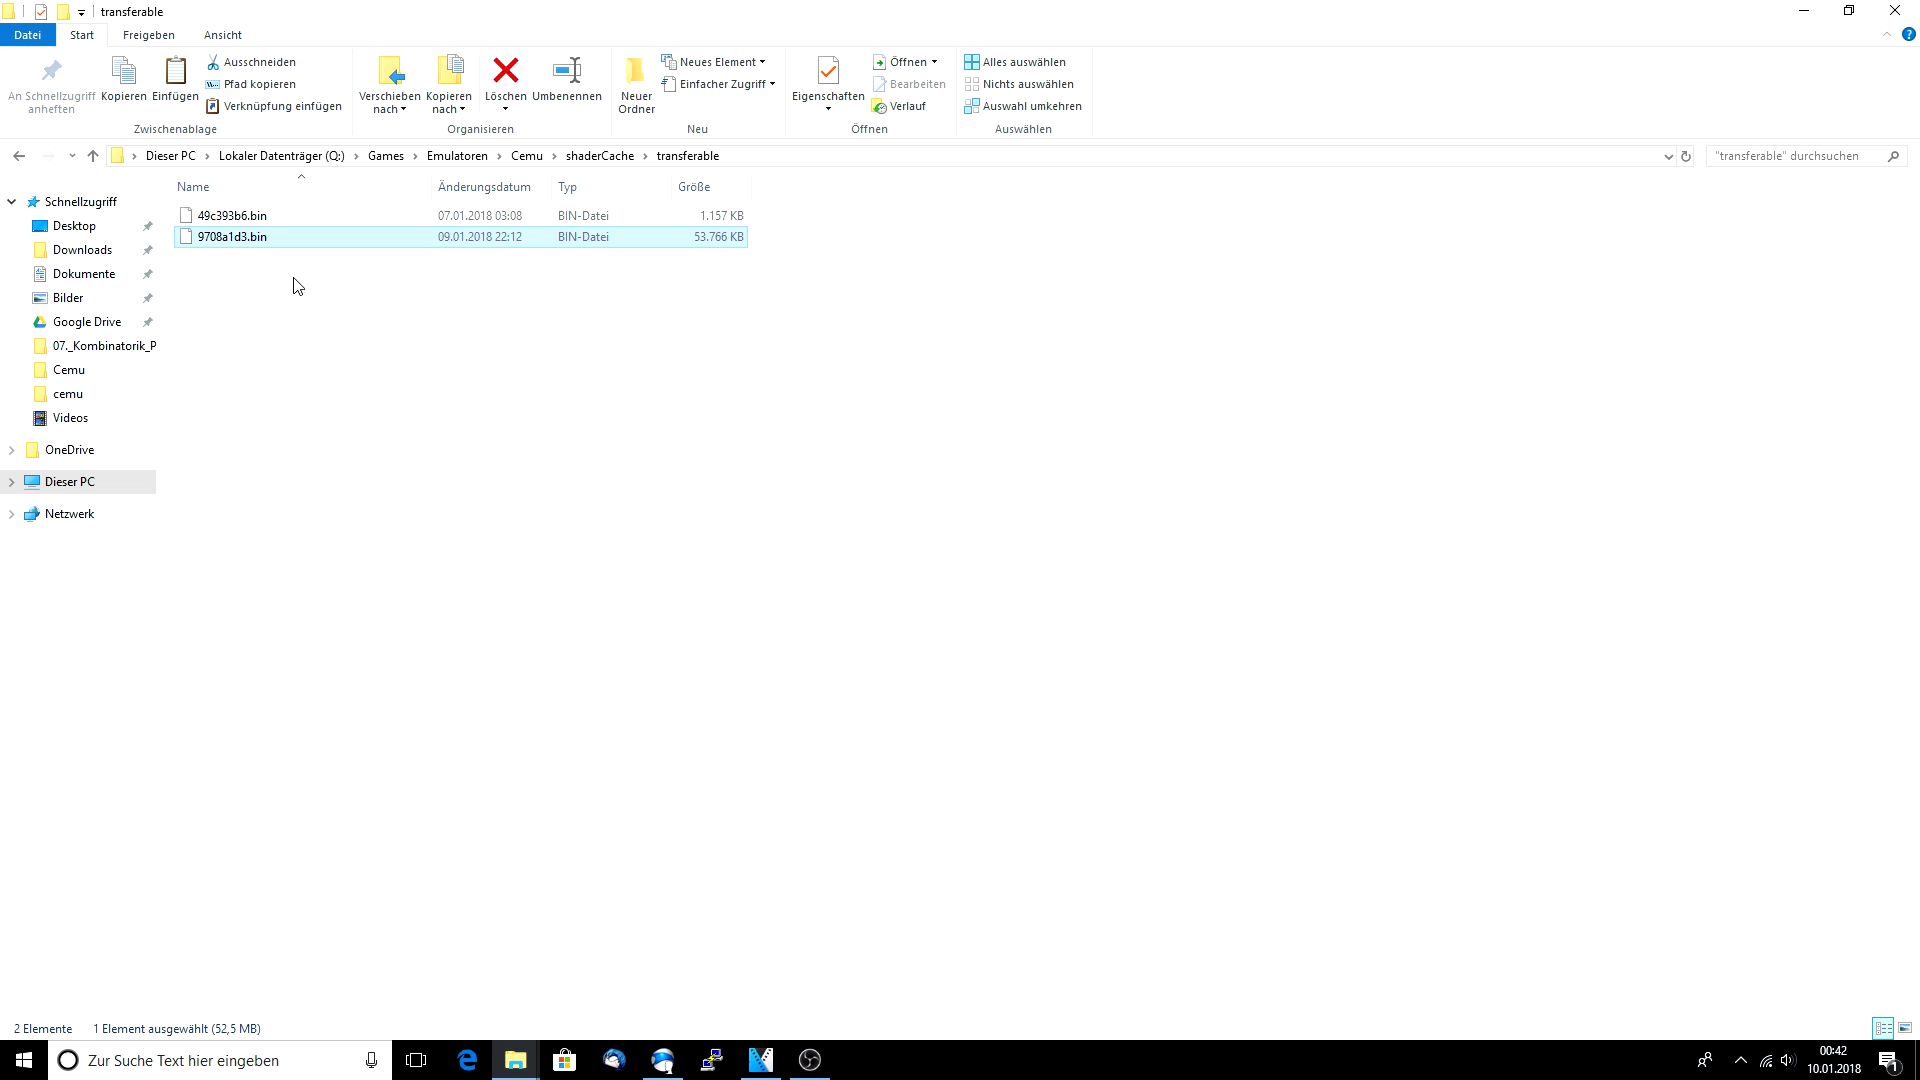 transferable
Datei Start Freigeben Ansicht
An Schnellzugriff anheften
Kopieren
Einfügen
Ausschneiden
Pfad kopieren
Verknüpfung einfügen
Zwischenablage
Verschieben nach
Kopieren nach
Löschen
Umbenennen
Organisieren
Neuer Ordner
Neues Element
Einfacher Zugriff
Neu
Eigenschaften
Öffnen
Bearbeiten
Verlauf
Öffnen
Alles auswählen
Nichts auswählen
Auswahl umkehren
Auswählen
Dieser PC › Lokaler Datenträger (Q:) › Games › Emulatoren › Cemu › shaderCache › transferable
"transferable" durchsuchen
Name Änderungsdatum Typ Größe
49c393b6.bin 07.01.2018 03:08 BIN-Datei 1.157 KB
9708a1d3.bin 09.01.2018 22:12 BIN-Datei 53.766 KB
Schnellzugriff
Desktop
Downloads
Dokumente
Bilder
Google Drive
07._Kombinatorik_P
Cemu
cemu
Videos
OneDrive
Dieser PC
Netzwerk
2 Elemente 1 Element ausgewählt (52,5 MB)
Zur Suche Text hier eingeben
00:42
10.01.2018
1